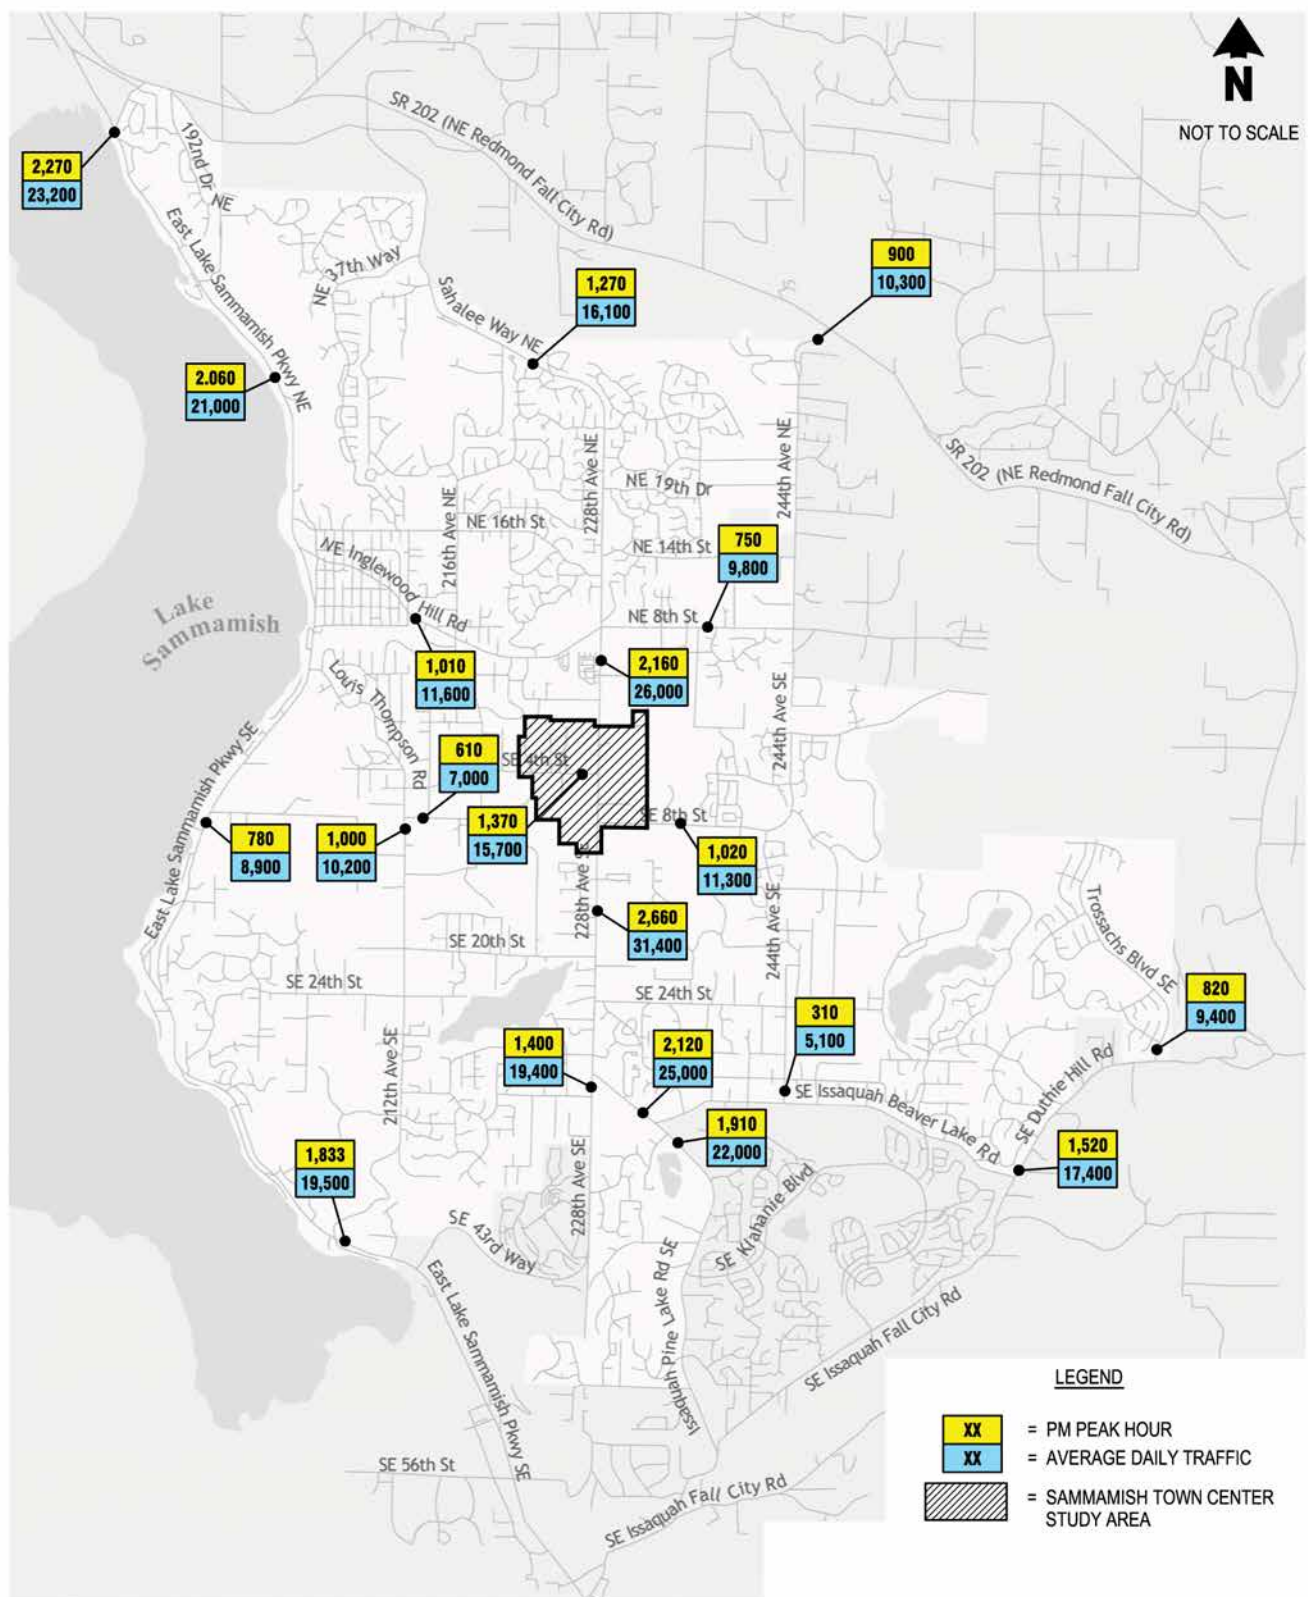 N
NOT TO SCALE
SR 202 (NE Redmond Fall City Rd)
192nd Dr NE
2,270
23,200
East Lake Sammamish Pkwy NE
NE 37th Way
Sahalee Way NE
1,270
16,100
900
10,300
2.060
21,000
228th Ave NE
244th Ave NE
SR 202 (NE Redmond Fall City Rd)
NE 19th Dr
216th Ave NE
NE 16th St
NE 14th St
750
9,800
NE Inglewood Hill Rd
Lake
Sammamish
NE 8th St
1,010
11,600
2,160
26,000
Louis Thompson Rd
244th Ave SE
East Lake Sammamish Pkwy SE
610
7,000
SE 4th St
SE 8th St
780
8,900
1,000
10,200
1,370
15,700
1,020
11,300
228th Ave SE
2,660
31,400
244th Ave SE
Trossachs Blvd SE
SE 20th St
SE 24th St
SE 24th St
820
9,400
310
5,100
1,400
19,400
2,120
25,000
212th Ave SE
SE Issaquah Beaver Lake Rd
SE Duthie Hill Rd
1,910
22,000
1,520
17,400
1,833
19,500
228th Ave SE
SE Klahanie Blvd
SE 43rd Way
East Lake Sammamish Pkwy SE
Issaquah Pine Lake Rd SE
SE Issaquah Fall City Rd
SE 56th St
SE Issaquah Fall City Rd
LEGEND
XX = PM PEAK HOUR
XX = AVERAGE DAILY TRAFFIC
= SAMMAMISH TOWN CENTER
STUDY AREA